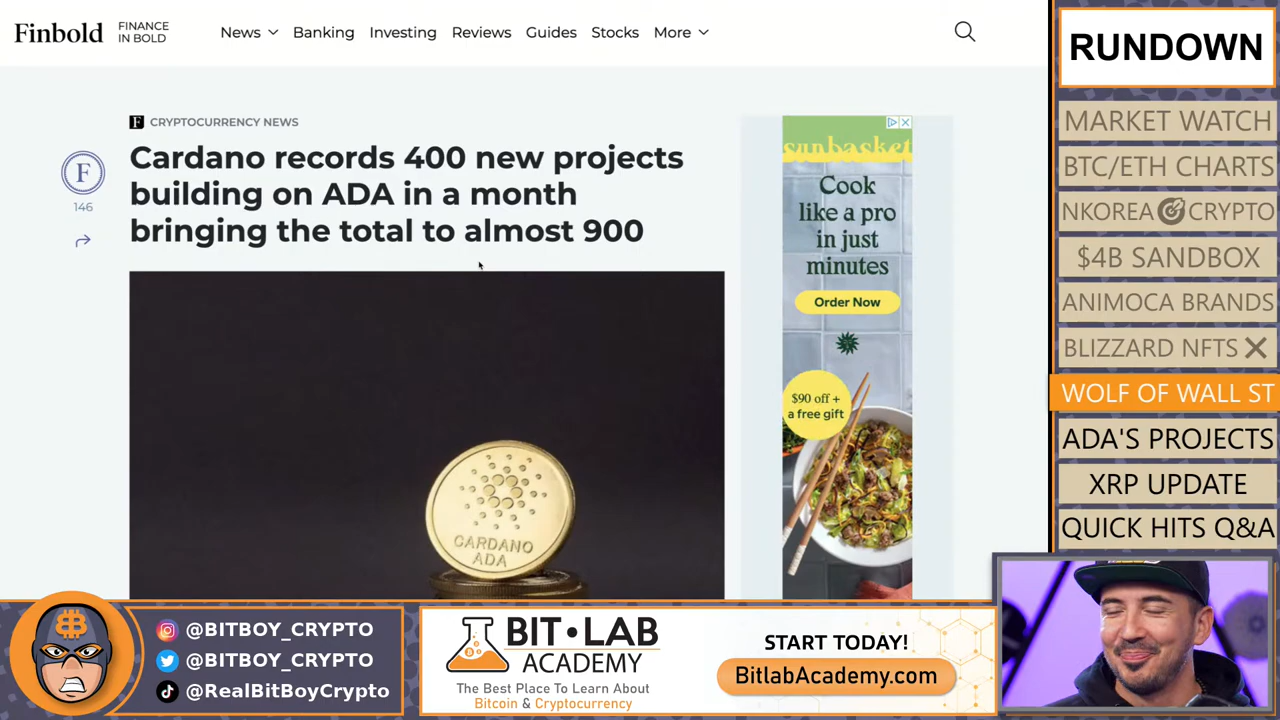 Finbold
FINANCE
IN BOLD
News
Banking
Investing
Reviews
Guides
Stocks
More
F CRYPTOCURRENCY NEWS
Cardano records 400 new projects
building on ADA in a month
bringing the total to almost 900
F
146
CARDANO
ADA
sunbasket
Cook
like a pro
in just
minutes
Order Now
$90 off +
a free gift
RUNDOWN
MARKET WATCH
BTC/ETH CHARTS
NKOREA CRYPTO
$4B SANDBOX
ANIMOCA BRANDS
BLIZZARD NFTS
WOLF OF WALL ST
ADA'S PROJECTS
XRP UPDATE
QUICK HITS Q&A
@BITBOY_CRYPTO
@BITBOY_CRYPTO
@RealBitBoyCrypto
BIT•LAB
ACADEMY
The Best Place To Learn About
Bitcoin & Cryptocurrency
START TODAY!
BitlabAcademy.com